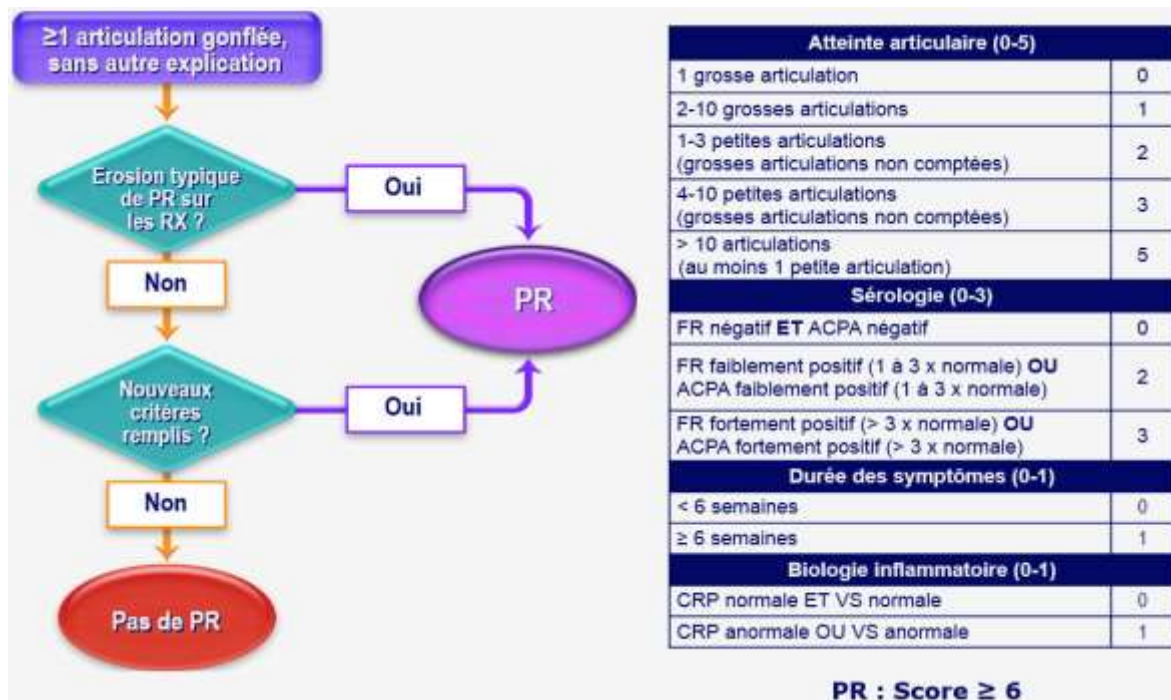 ≥1 articulation gonflée,
sans autre explication
Erosion typique
de PR sur
les RX ?
Oui
Non
PR
Nouveaux
critères
remplis ?
Oui
Non
Pas de PR
Atteinte articulaire (0-5)
1 grosse articulation 0
2-10 grosses articulations 1
1-3 petites articulations
(grosses articulations non comptées) 2
4-10 petites articulations
(grosses articulations non comptées) 3
> 10 articulations
(au moins 1 petite articulation) 5
Sérologie (0-3)
FR négatif ET ACPA négatif 0
FR faiblement positif (1 à 3 x normale) OU
ACPA faiblement positif (1 à 3 x normale) 2
FR fortement positif (> 3 x normale) OU
ACPA fortement positif (> 3 x normale) 3
Durée des symptômes (0-1)
< 6 semaines 0
≥ 6 semaines 1
Biologie inflammatoire (0-1)
CRP normale ET VS normale 0
CRP anormale OU VS anormale 1
PR : Score ≥ 6